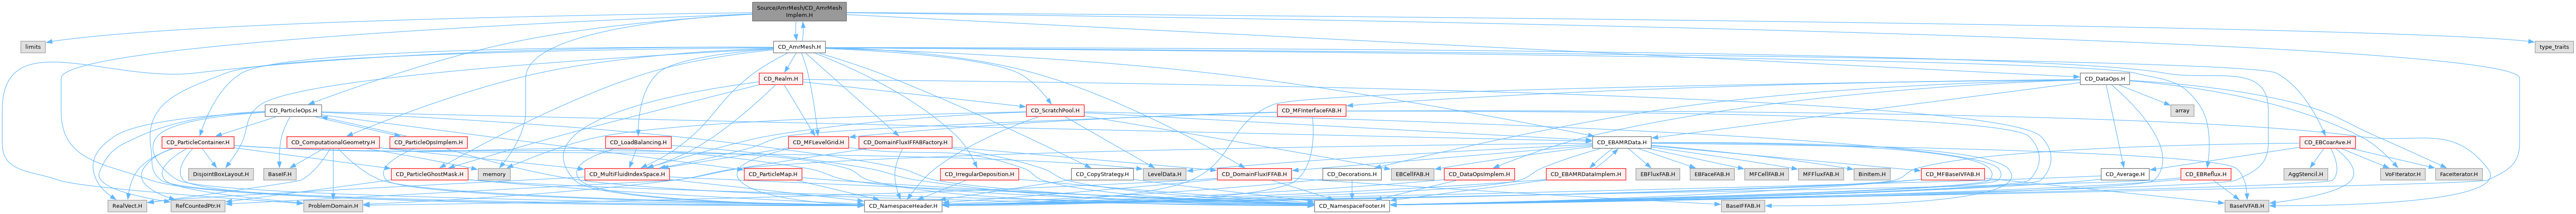 Source/AmrMesh/CD_AmrMesh
Implem.H
limits
CD_AmrMesh.H
type_traits
CD_Realm.H
CD_DataOps.H
CD_ParticleOps.H
CD_ScratchPool.H
CD_MFInterfaceFAB.H
array
CD_ParticleContainer.H
CD_ComputationalGeometry.H
CD_ParticleOpsImplem.H
CD_LoadBalancing.H
CD_MFLevelGrid.H
CD_DomainFluxIFFABFactory.H
CD_EBAMRData.H
CD_EBCoarAve.H
DisjointBoxLayout.H
BaseIF.H
CD_ParticleGhostMask.H
memory
CD_MultiFluidIndexSpace.H
CD_ParticleMap.H
CD_IrregularDeposition.H
CD_CopyStrategy.H
LevelData.H
CD_DomainFluxIFFAB.H
CD_Decorations.H
EBCellFAB.H
CD_DataOpsImplem.H
CD_EBAMRDataImplem.H
EBFluxFAB.H
EBFaceFAB.H
MFCellFAB.H
MFFluxFAB.H
BinItem.H
CD_MFBaseIVFAB.H
CD_Average.H
CD_EBReflux.H
AggStencil.H
VoFIterator.H
FaceIterator.H
RealVect.H
RefCountedPtr.H
ProblemDomain.H
CD_NamespaceHeader.H
CD_NamespaceFooter.H
BaseIFFAB.H
BaseIVFAB.H